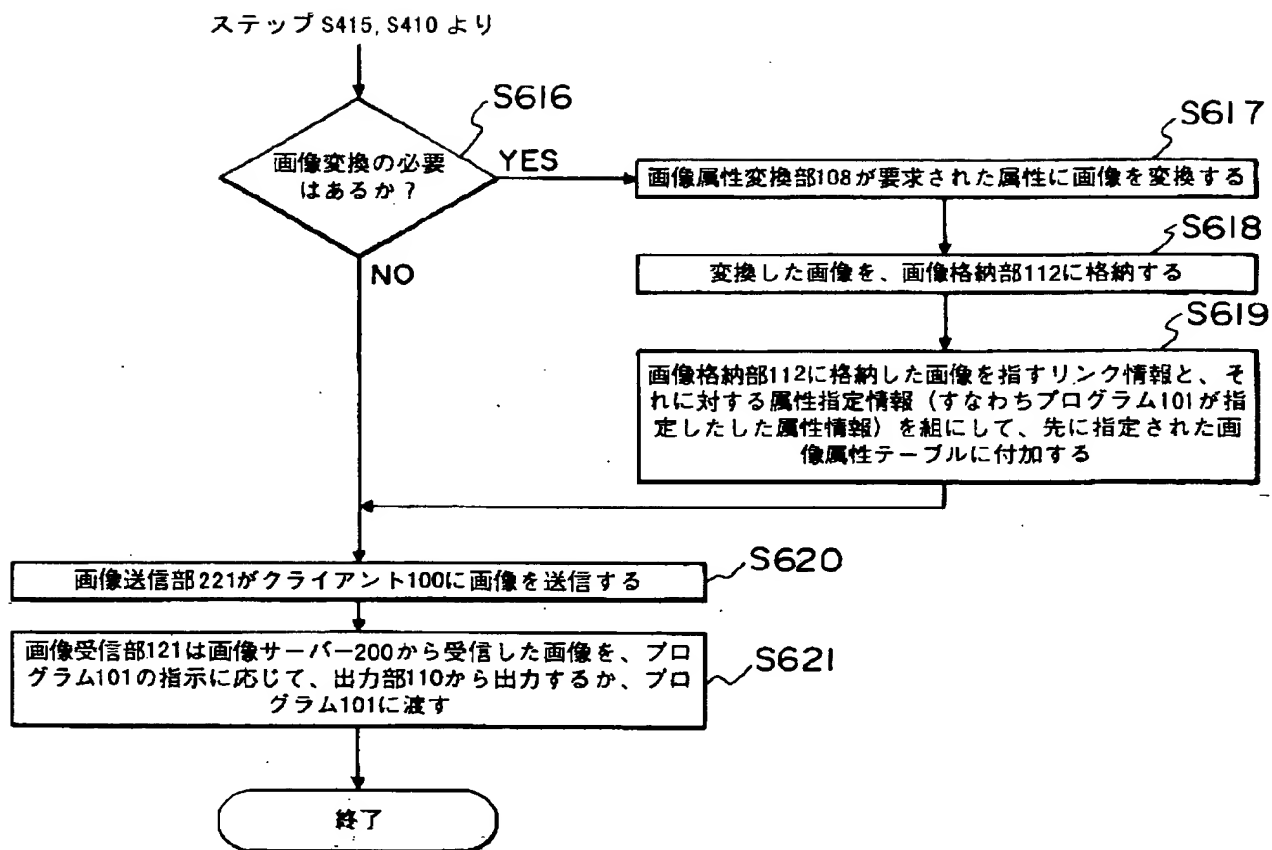 ステップS415, S410より
S616
画像変換の必要
はあるか?
YES
NO
S617
画像属性変換部108が要求された属性に画像を変換する
S618
変換した画像を、画像格納部112に格納する
S619
画像格納部112に格納した画像を指すリンク情報と、そ
れに対する属性指定情報(すなわちプログラム101が指
定したした属性情報)を組にして、先に指定された画
像属性テーブルに付加する
画像送信部221がクライアント100に画像を送信する
S620
画像受信部121は画像サーバー200から受信した画像を、プロ
グラム101の指示に応じて、出力部110から出力するか、プロ
グラム101に渡す
S621
終了